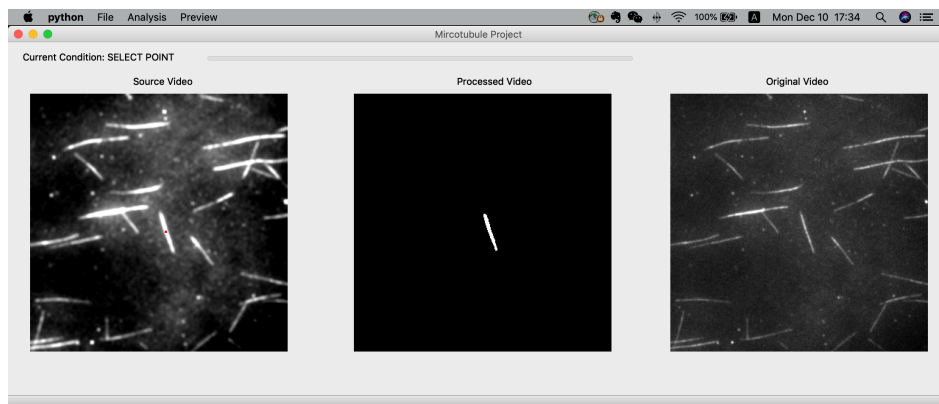 python File Analysis Preview 100% A Mon Dec 10 17:34
Mircotubule Project
Current Condition: SELECT POINT
Source Video Processed Video Original Video